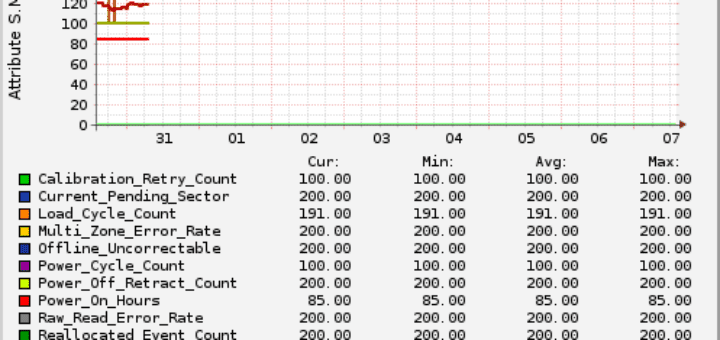 Attribute S.M
120
100
80
60
40
20
0
31 01 02 03 04 05 06 07
Cur: Min: Avg: Max:
Calibration_Retry_Count 100.00 100.00 100.00 100.00
Current_Pending_Sector 200.00 200.00 200.00 200.00
Load_Cycle_Count 191.00 191.00 191.00 191.00
Multi_Zone_Error_Rate 200.00 200.00 200.00 200.00
Offline_Uncorrectable 200.00 200.00 200.00 200.00
Power_Cycle_Count 100.00 100.00 100.00 100.00
Power_Off_Retract_Count 200.00 200.00 200.00 200.00
Power_On_Hours 85.00 85.00 85.00 85.00
Raw_Read_Error_Rate 200.00 200.00 200.00 200.00
Reallocated_Event_Count 200.00 200.00 200.00 200.00